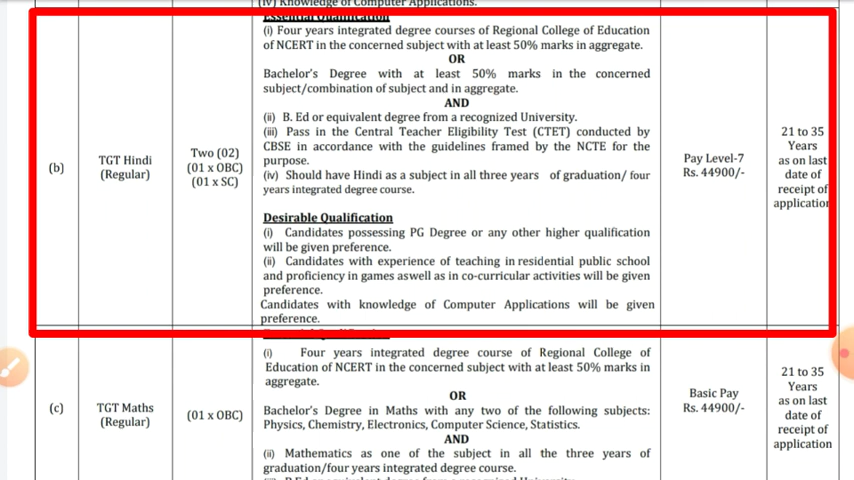 (iv) Knowledge of Computer Applications.
Essential Qualification
(i) Four years integrated degree courses of Regional College of Education
of NCERT in the concerned subject with at least 50% marks in aggregate.
OR
Bachelor's Degree with at least 50% marks in the concerned
subject/combination of subject and in aggregate.
AND
(ii) B. Ed or equivalent degree from a recognized University.
(iii) Pass in the Central Teacher Eligibility Test (CTET) conducted by
CBSE in accordance with the guidelines framed by the NCTE for the
purpose.
(iv) Should have Hindi as a subject in all three years of graduation/ four
years integrated degree course.
Desirable Qualification
(i) Candidates possessing PG Degree or any other higher qualification
will be given preference.
(ii) Candidates with experience of teaching in residential public school
and proficiency in games aswell as in co-curricular activities will be given
preference.
Candidates with knowledge of Computer Applications will be given
preference.
(b)
TGT Hindi
(Regular)
Two (02)
(01 x OBC)
(01 x SC)
Pay Level-7
Rs. 44900/-
21 to 35
Years
as on last
date of
receipt of
application
(i) Four years integrated degree course of Regional College of
Education of NCERT in the concerned subject with at least 50% marks in
aggregate.
OR
Bachelor's Degree in Maths with any two of the following subjects:
Physics, Chemistry, Electronics, Computer Science, Statistics.
AND
(ii) Mathematics as one of the subject in all the three years of
graduation/four years integrated degree course.
(c)
TGT Maths
(Regular)
(01 x OBC)
Basic Pay
Rs. 44900/-
21 to 35
Years
as on last
date of
receipt of
application